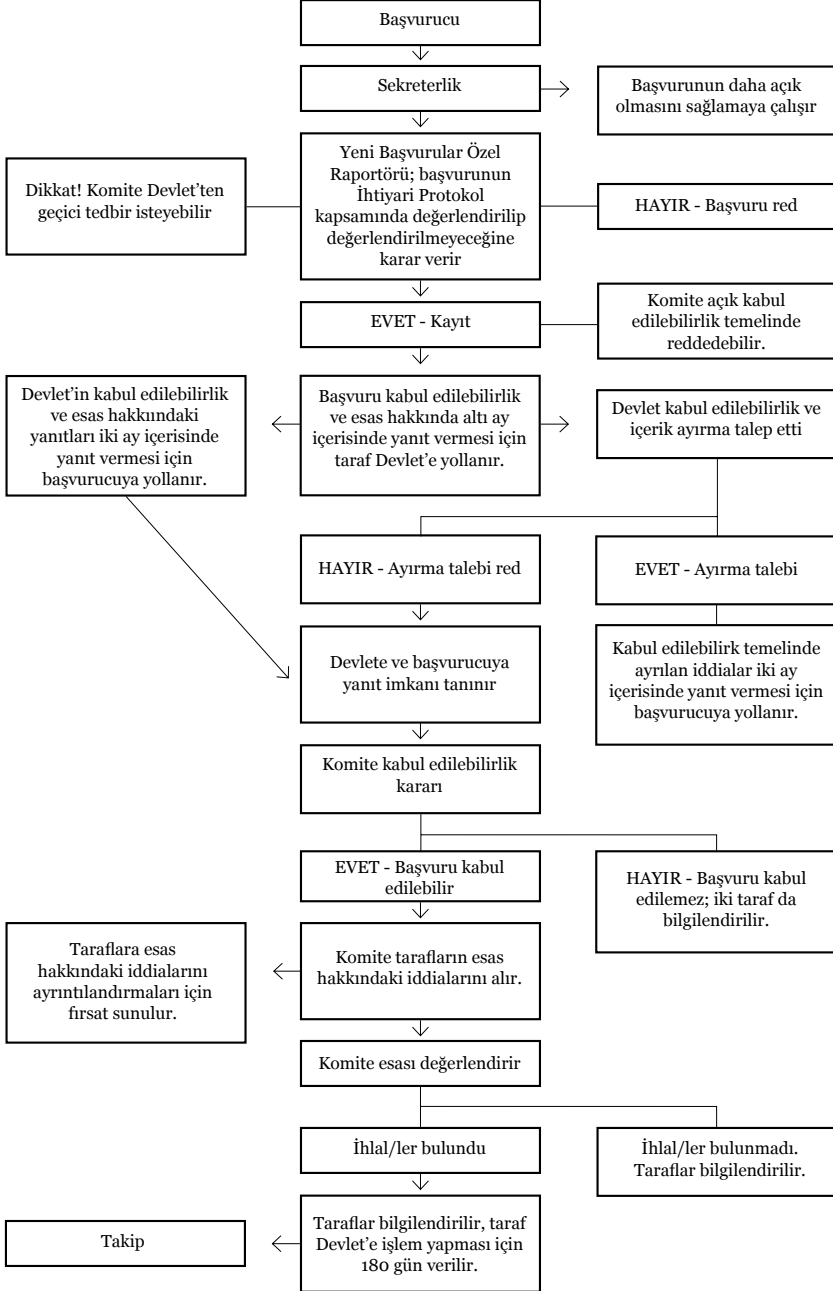 Başvurucu
Sekreterlik
Başvurunun daha açık
olmasını sağlamaya çalışır
Dikkat! Komite Devlet’ten
geçici tedbir isteyebilir
Yeni Başvurular Özel
Raportörü; başvurunun
İhtiyari Protokol
kapsamında değerlendirilip
değerlendirilmeyeceğine
karar verir
HAYIR - Başvuru red
EVET - Kayıt
Komite açık kabul
edilebilirlik temelinde
reddedebilir.
Devlet’in kabul edilebilirlik
ve esas hakkındaki
yanıtları iki ay içerisinde
yanıt vermesi için
başvurucuya yollanır.
Başvuru kabul edilebilirlik
ve esas hakkında altı ay
içerisinde yanıt vermesi için
taraf Devlet’e yollanır.
Devlet kabul edilebilirlik ve
içerik ayırma talep etti
HAYIR - Ayırma talebi red
EVET - Ayırma talebi
Devlete ve başvurucuya
yanıt imkanı tanınır
Kabul edilebilirk temelinde
ayrılan iddialar iki ay
içerisinde yanıt vermesi için
başvurucuya yollanır.
Komite kabul edilebilirlik
kararı
EVET - Başvuru kabul
edilebilir
HAYIR - Başvuru kabul
edilemez; iki taraf da
bilgilendirilir.
Taraflara esas
hakkındaki iddialarını
ayrıntılandırmaları için
fırsat sunulur.
Komite tarafların esas
hakkındaki iddialarını alır.
Komite esası değerlendirir
İhlal/ler bulundu
İhlal/ler bulunmadı.
Taraflar bilgilendirilir.
Takip
Taraflar bilgilendirilir, taraf
Devlet’e işlem yapması için
180 gün verilir.